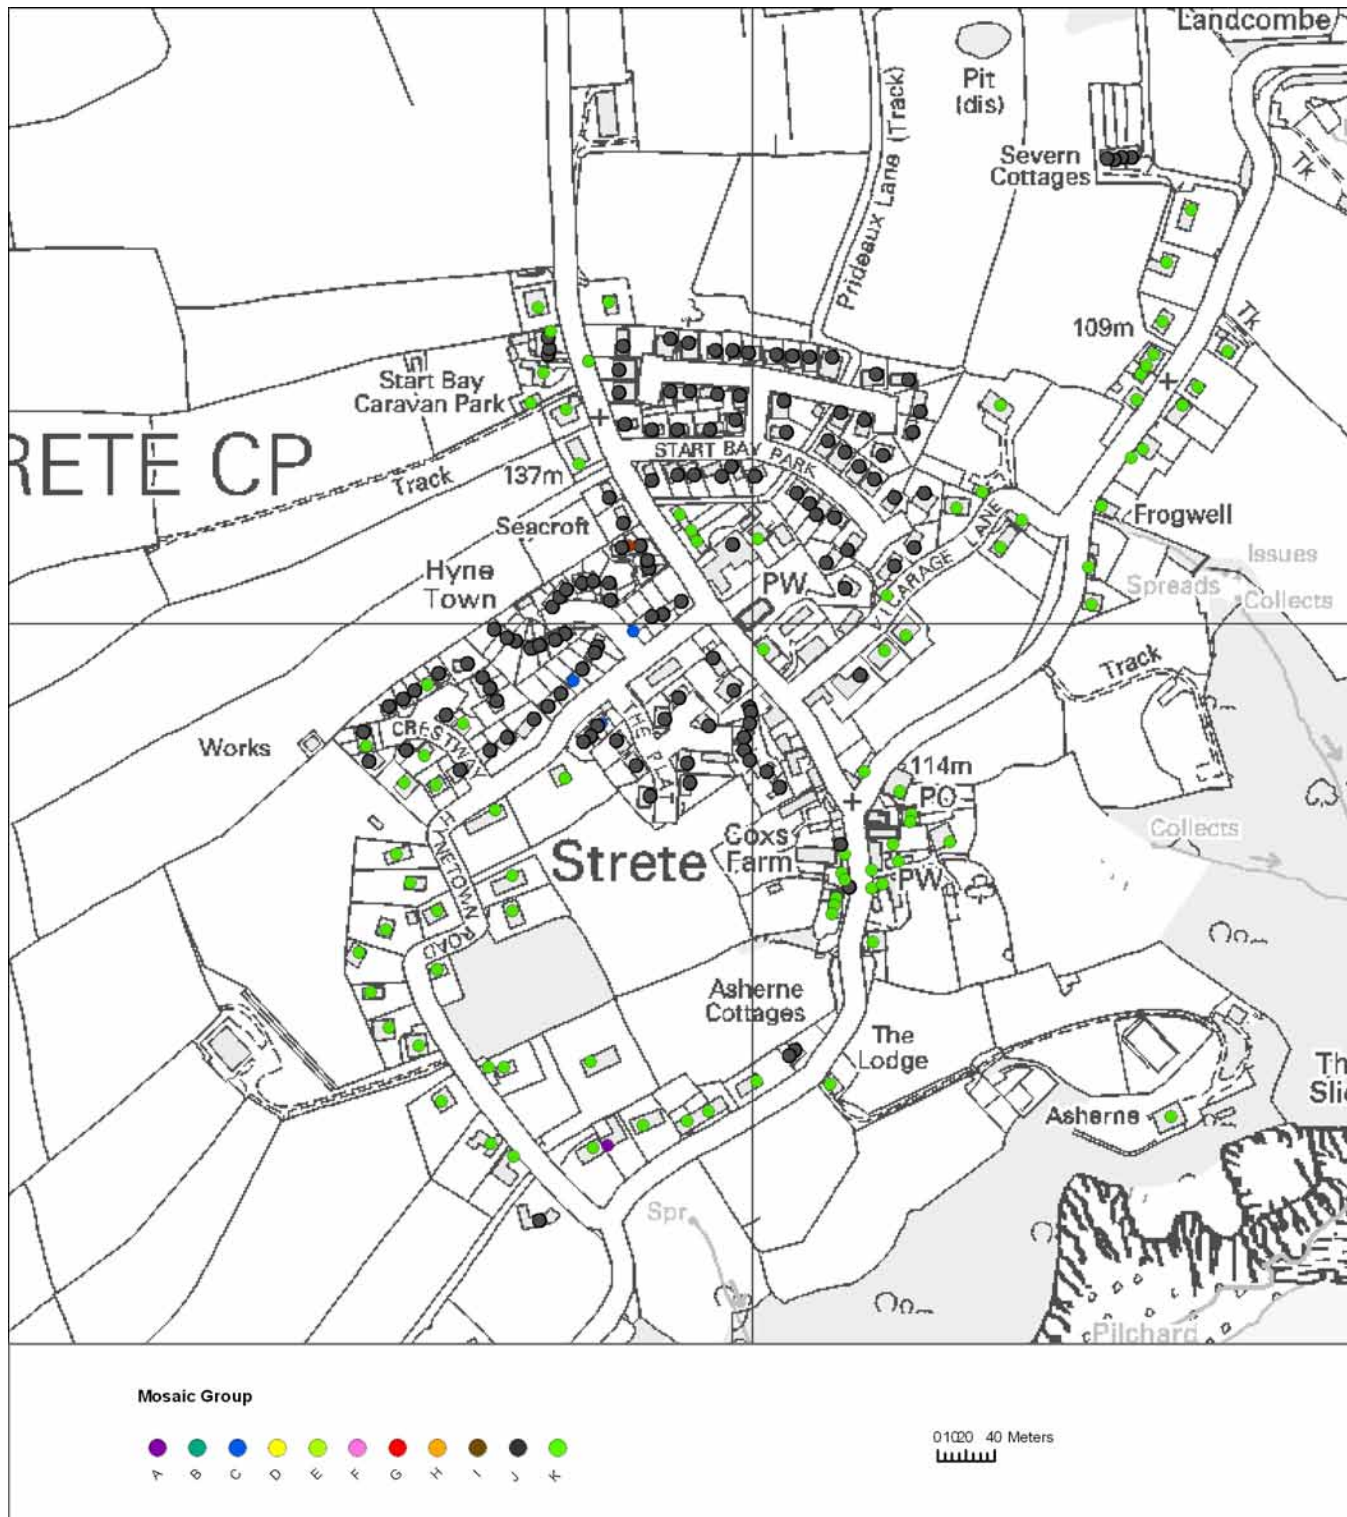 Landcombe
Pit
(dis)
Prideaux Lane (Track)
Severn
Cottages
Tk
Tk
109m
Start Bay
Caravan Park
RETE CP
Track
137m
START BAY PARK
Seacroft
Frogwell
Issues
Spreads
Collects
Hyne
Town
PW
VICARAGE LANE
Track
Works
CRESTWAY
114m
PO
Coxs
Farm
Strete
Collects
PW
HYNETOWN
ROAD
Asherne
Cottages
The
Lodge
Th
Slic
Asherne
Spr
Pilchard
Mosaic Group
A
B
C
D
E
F
G
H
I
J
K
01020 40 Meters